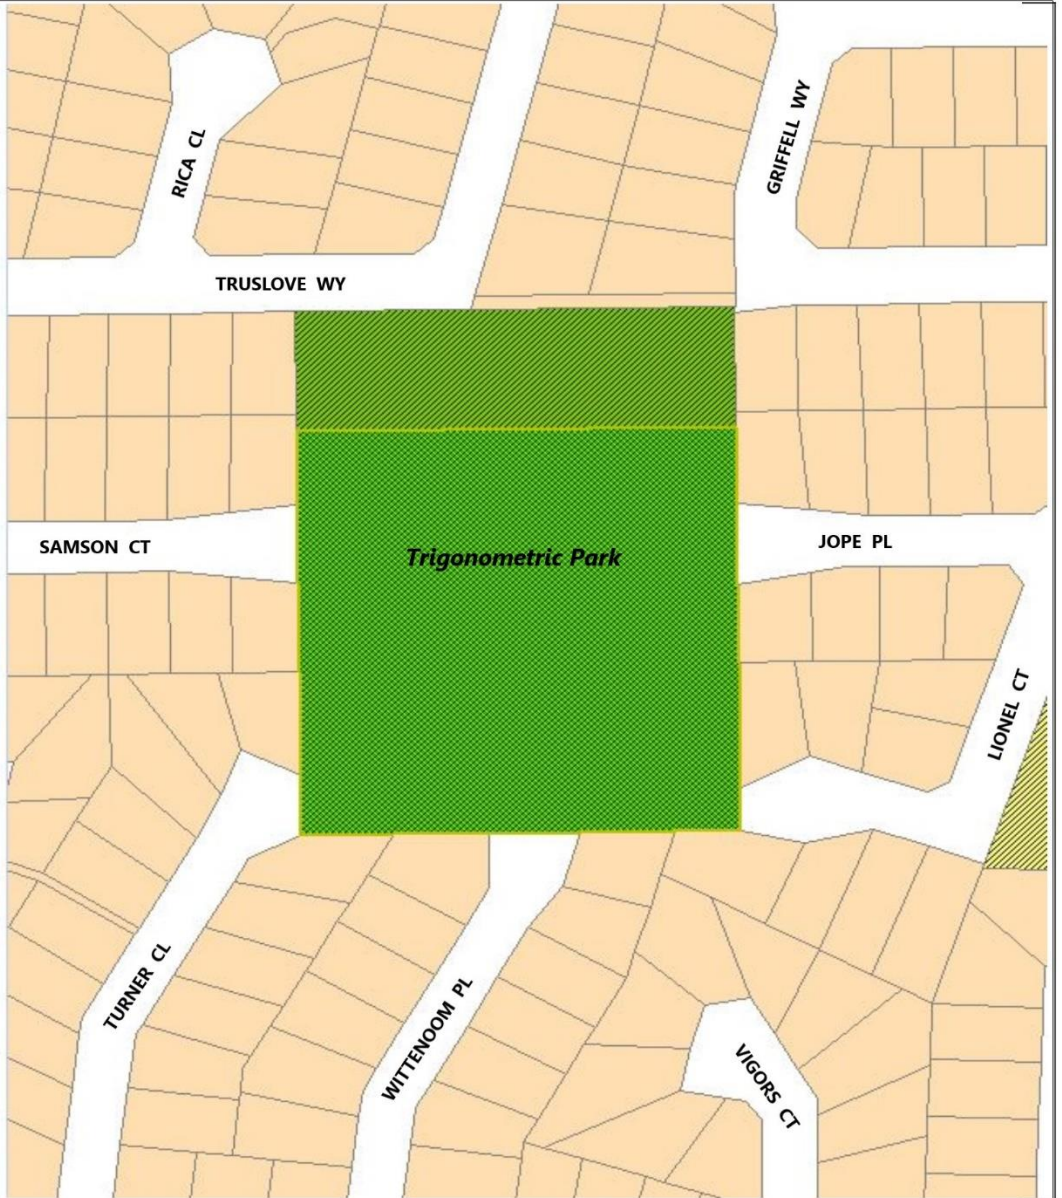 RICA CL
GRIFFELL WY
TRUSLOVE WY
SAMSON CT
Trigonometric Park
JOPE PL
LIONEL CT
TURNER CL
WITTENOOM PL
VIGORS CT